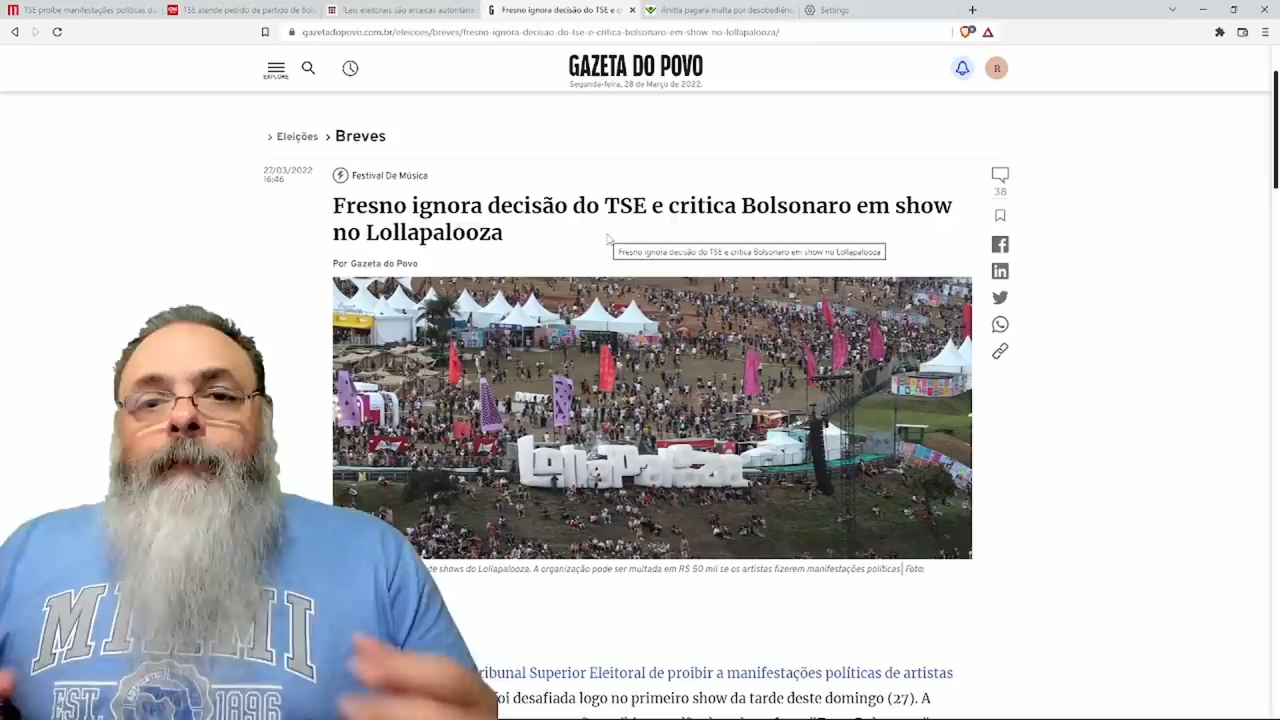 TSE proíbe manifestações políticas d
TSE atende pedido de partido de Bols
'Leis eleitorais são arcaicas autoritária
Fresno ignora decisão do TSE e c
Anitta pagará multa por desobediênc
Settings
gazetadopovo.com.br/eleicoes/breves/fresno-ignora-decisao-do-tse-e-critica-bolsonaro-em-show-no-lollapalooza/
EXPLORE
GAZETA DO POVO
Segunda-feira, 28 de Março de 2022.
R
> Eleições > Breves
27/03/2022
16:46
Festival De Música
38
Fresno ignora decisão do TSE e critica Bolsonaro em show
no Lollapalooza
Fresno ignora decisão do TSE e critica Bolsonaro em show no Lollapalooza
Por Gazeta do Povo
LollaPalooza
de shows do Lollapalooza. A organização pode ser multada em R$ 50 mil se os artistas fizerem manifestações políticas| Foto:
MIAMI
EST. 1896
ribunal Superior Eleitoral de proibir a manifestações políticas de artistas
foi desafiada logo no primeiro show da tarde deste domingo (27). A